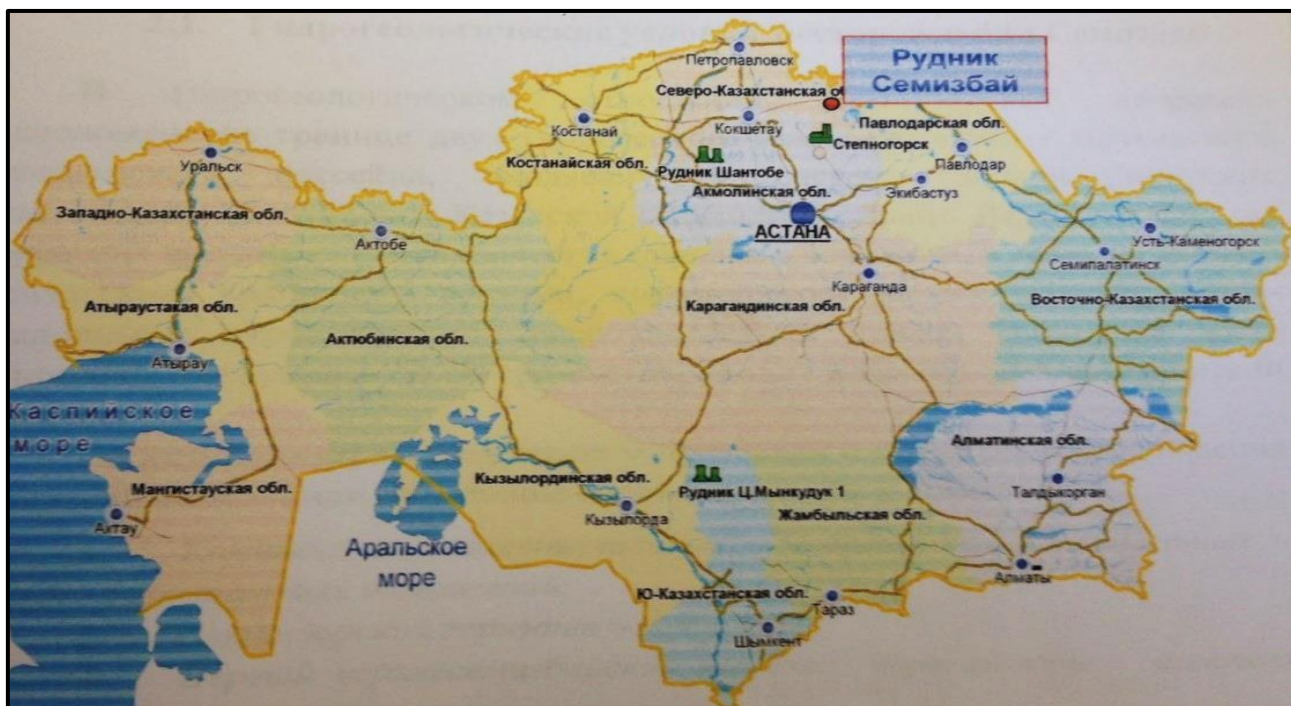 Петропавловск
Рудник
Семизбай
Северо-Казахстанская о
Костанай
Кокшетау
Павлодарская обл.
Степногорск
Уральск
Костанайская обл.
Рудник Шантобе
Павлодар
Акмолинская обл.
Экибастуз
Западно-Казахстанская обл.
АСТАНА
Актобе
Усть-Каменогорск
Семипалатинск
Караганда
Атыраустакая обл.
Карагандинская обл.
Восточно-Казахстанская обл.
Актюбинская обл.
Атырау
Каспийское
море
Алматинская обл.
Кызылординская обл.
Мангистауская обл.
Рудник Ц.Мынкудук 1
Талдыкорган
Актау
Кызылорда
Жамбыльская обл.
Аральское
море
Алматы
Ю-Казахстанская обл.
Тараз
Шымкент